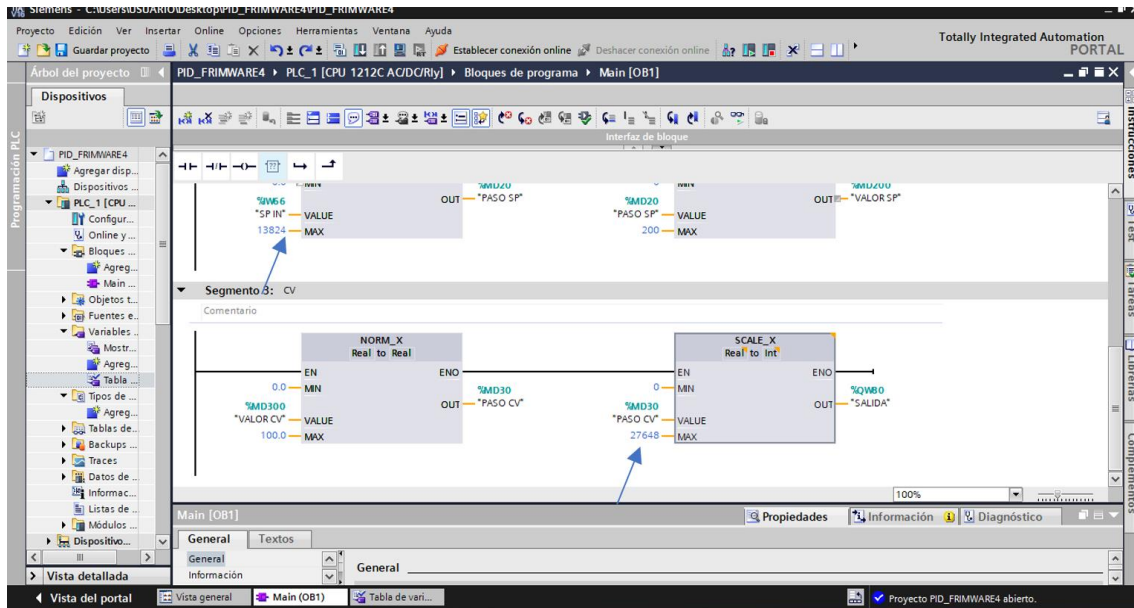 Siemens - C:\Users\USUARIO\Desktop\PID_FRIMWARE4\PID_FRIMWARE4
Proyecto Edición Ver Insertar Online Opciones Herramientas Ventana Ayuda
Guardar proyecto Establecer conexión online Deshacer conexión online
Totally Integrated Automation
PORTAL
Árbol del proyecto
PID_FRIMWARE4 PLC_1 [CPU 1212C AC/DC/Rly] Bloques de programa Main [OB1]
Dispositivos
Programación PLC
PID_FRIMWARE4
Agregar disp...
Dispositivos ...
PLC_1 [CPU ...
Configur...
Online y ...
Bloques ...
Agreg...
Main ...
Objetos t...
Fuentes e...
Variables ...
Mostr...
Agreg...
Tabla ...
Tipos de ...
Agreg...
Tablas de...
Backups ...
Traces
Datos de ...
Informac...
Listas de ...
Módulos ...
Dispositivo...
Vista detallada
Interfaz de bloque
0.0 MIN
%IW66
"SP IN" VALUE
13824 MAX
%MD20
OUT "PASO SP"
0 MIN
%MD20
"PASO SP" VALUE
200 MAX
%MD200
OUT "VALOR SP"
Segmento 3: CV
Comentario
NORM_X
Real to Real
EN ENO
0.0 MIN
%MD300
"VALOR CV" VALUE
100.0 MAX
%MD30
OUT "PASO CV"
SCALE_X
Real to Int
EN ENO
0 MIN
%MD30
"PASO CV" VALUE
27648 MAX
%QW80
OUT "SALIDA"
100%
Main [OB1]
Propiedades Información Diagnóstico
General Textos
General
Información
General
Instrucciones
Test
Tareas
Librerías
Complementos
Vista del portal Vista general Main (OB1) Tabla de vari...
Proyecto PID_FRIMWARE4 abierto.